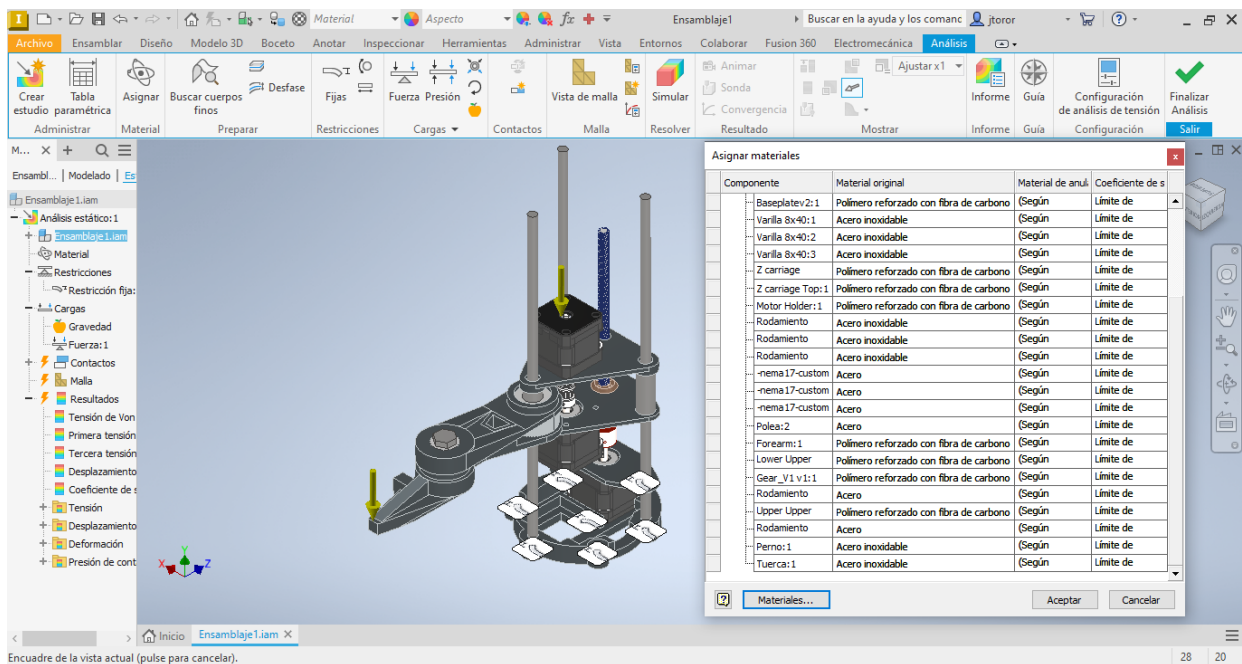 Material
Aspecto
fx
Ensamblaje1
Buscar en la ayuda y los comanc
jtoror
Archivo Ensamblar Diseño Modelo 3D Boceto Anotar Inspeccionar Herramientas Administrar Vista Entornos Colaborar Fusion 360 Electromecánica Análisis
Crear estudio
Tabla paramétrica
Asignar
Buscar cuerpos finos
Desfase
Fijas
Fuerza
Presión
Vista de malla
Simular
Animar
Sonda
Convergencia
Ajustar x1
Informe
Guía
Configuración de análisis de tensión
Finalizar Análisis
Administrar Material Preparar Restricciones Cargas Contactos Malla Resolver Resultado Mostrar Informe Guía Configuración Salir
M...
Ensambl... Modelado Es
Ensamblaje1.iam
Análisis estático:1
Ensamblaje1.iam
Material
Restricciones
Restricción fija:
Cargas
Gravedad
Fuerza:1
Contactos
Malla
Resultados
Tensión de Von
Primera tensión
Tercera tensión
Desplazamiento
Coeficiente de s
Tensión
Desplazamiento
Deformación
Presión de cont
X Y Z
Asignar materiales
Componente Material original Material de anula Coeficiente de s
Baseplatev2:1 Polímero reforzado con fibra de carbono (Según Límite de
Varilla 8x40:1 Acero inoxidable (Según Límite de
Varilla 8x40:2 Acero inoxidable (Según Límite de
Varilla 8x40:3 Acero inoxidable (Según Límite de
Z carriage Polímero reforzado con fibra de carbono (Según Límite de
Z carriage Top:1 Polímero reforzado con fibra de carbono (Según Límite de
Motor Holder:1 Polímero reforzado con fibra de carbono (Según Límite de
Rodamiento Acero inoxidable (Según Límite de
Rodamiento Acero inoxidable (Según Límite de
Rodamiento Acero inoxidable (Según Límite de
-nema17-custom Acero (Según Límite de
-nema17-custom Acero (Según Límite de
-nema17-custom Acero (Según Límite de
Polea:2 Acero (Según Límite de
Forearm:1 Polímero reforzado con fibra de carbono (Según Límite de
Lower Upper Polímero reforzado con fibra de carbono (Según Límite de
Gear_V1 v1:1 Polímero reforzado con fibra de carbono (Según Límite de
Rodamiento Acero (Según Límite de
Upper Upper Polímero reforzado con fibra de carbono (Según Límite de
Rodamiento Acero (Según Límite de
Perno:1 Acero inoxidable (Según Límite de
Tuerca:1 Acero inoxidable (Según Límite de
Materiales... Aceptar Cancelar
Inicio Ensamblaje1.iam
Encuadre de la vista actual (pulse para cancelar). 28 20